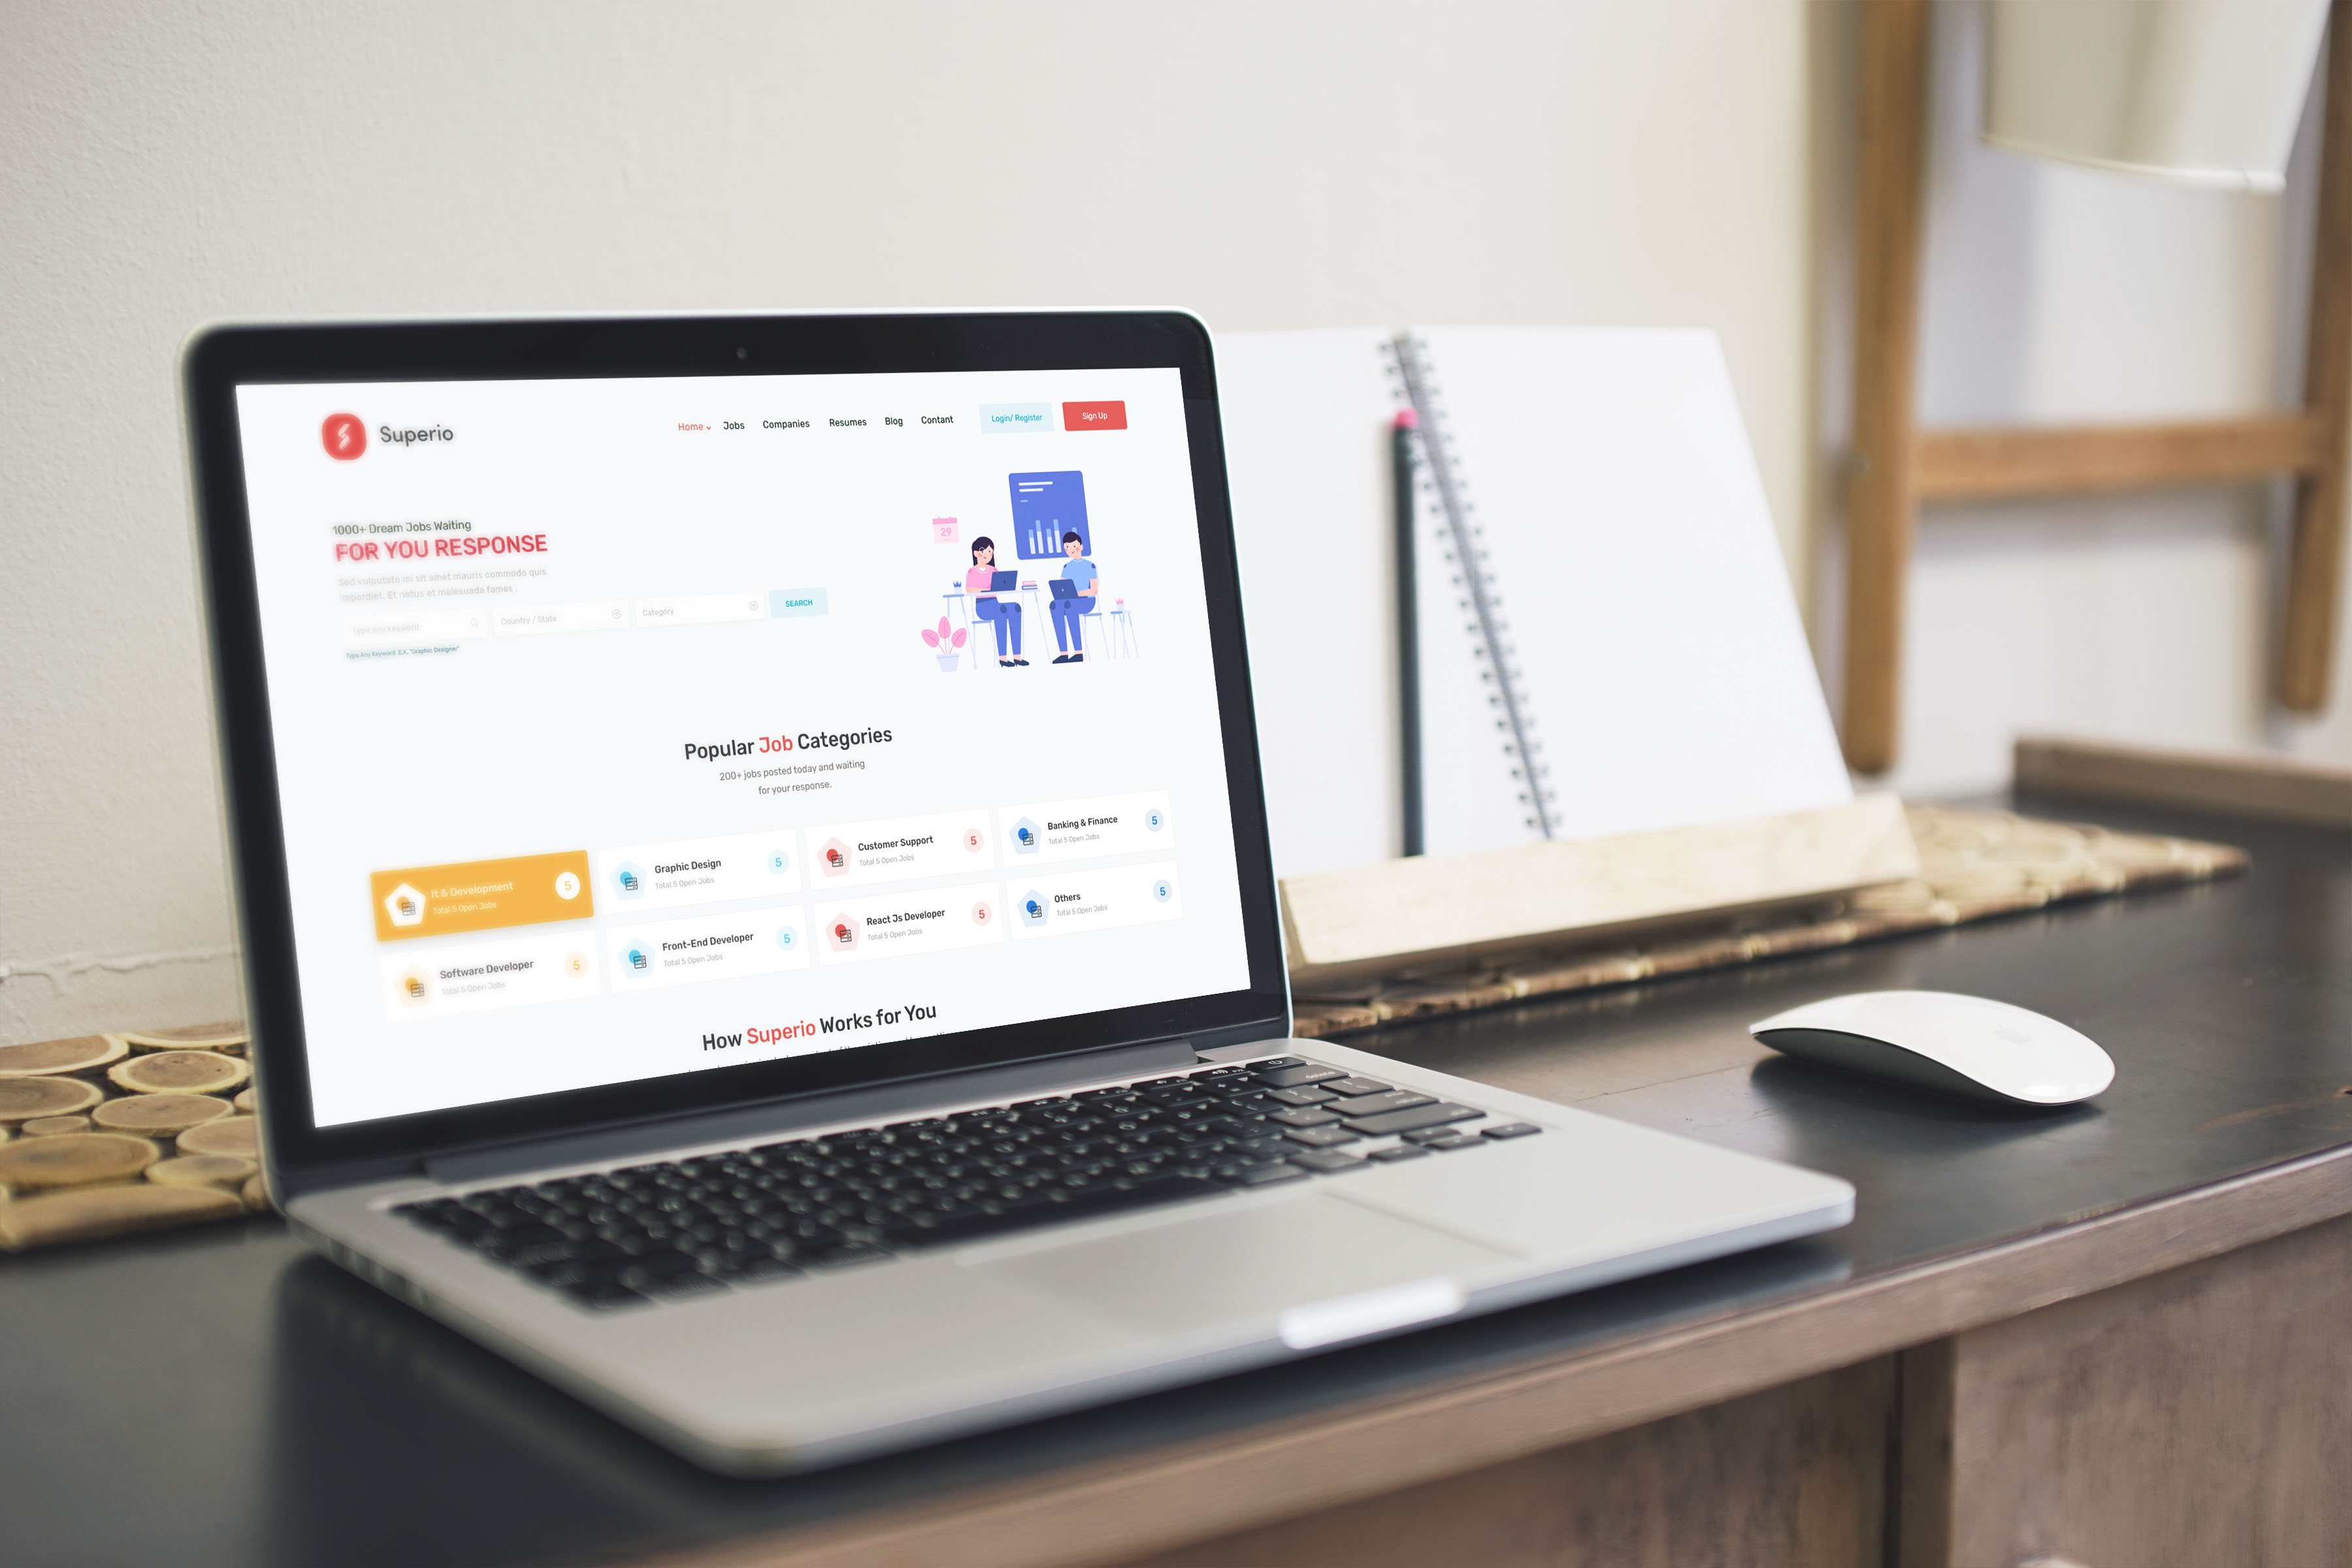 Superio
Home Jobs Companies Resumes Blog Contant Login/ Register Sign Up
1000+ Dream Jobs Waiting
FOR YOU RESPONSE
Sed vulputate mi sit amet mauris commodo quis
imperdiet. Et netus et malesuada fames .
Type any keyword Country / State Category SEARCH
Type Any Keyword "Graphic Designer"
29
Popular Job Categories
200+ jobs posted today and waiting
for your response.
It & Development 5
Total 5 Open Jobs
Graphic Design 5
Total 5 Open Jobs
Customer Support 5
Total 5 Open Jobs
Banking & Finance 5
Total 5 Open Jobs
Software Developer 5
Total 5 Open Jobs
Front-End Developer 5
Total 5 Open Jobs
React Js Developer 5
Total 5 Open Jobs
Others 5
Total 5 Open Jobs
How Superio Works for You